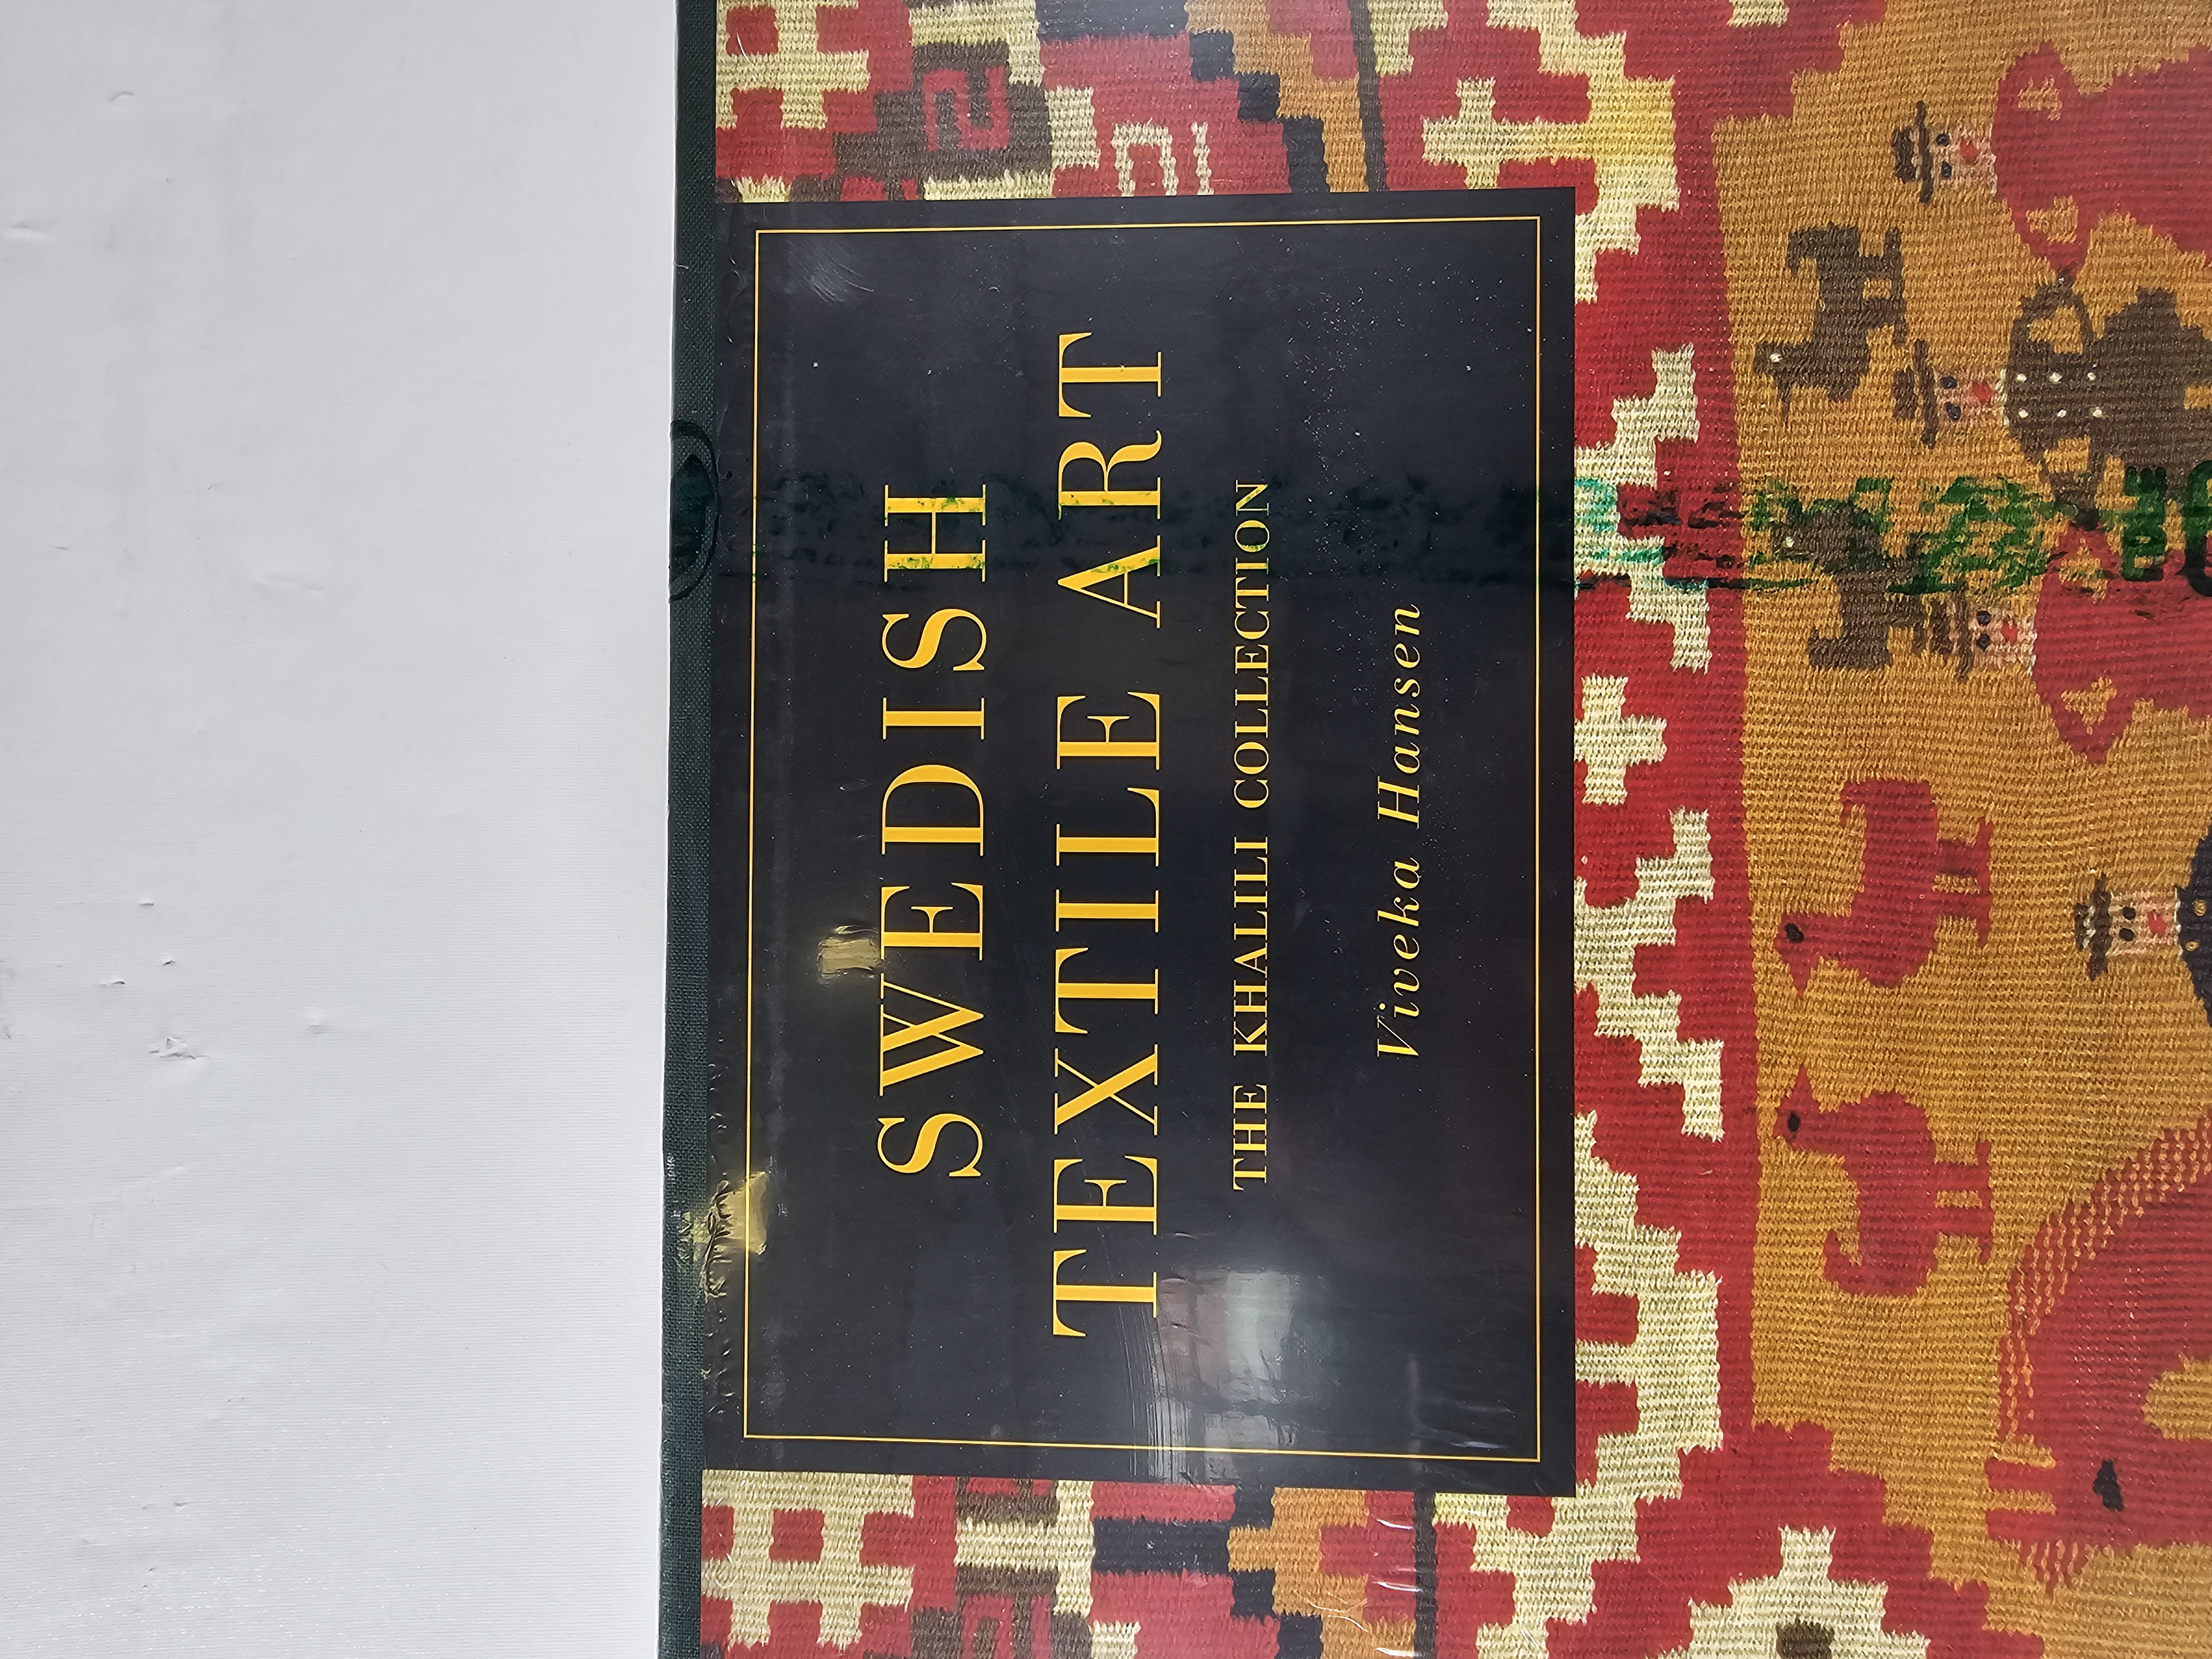 SWEDISH
TEXTILE ART
THE KHALILI COLLECTION
Viveka Hansen